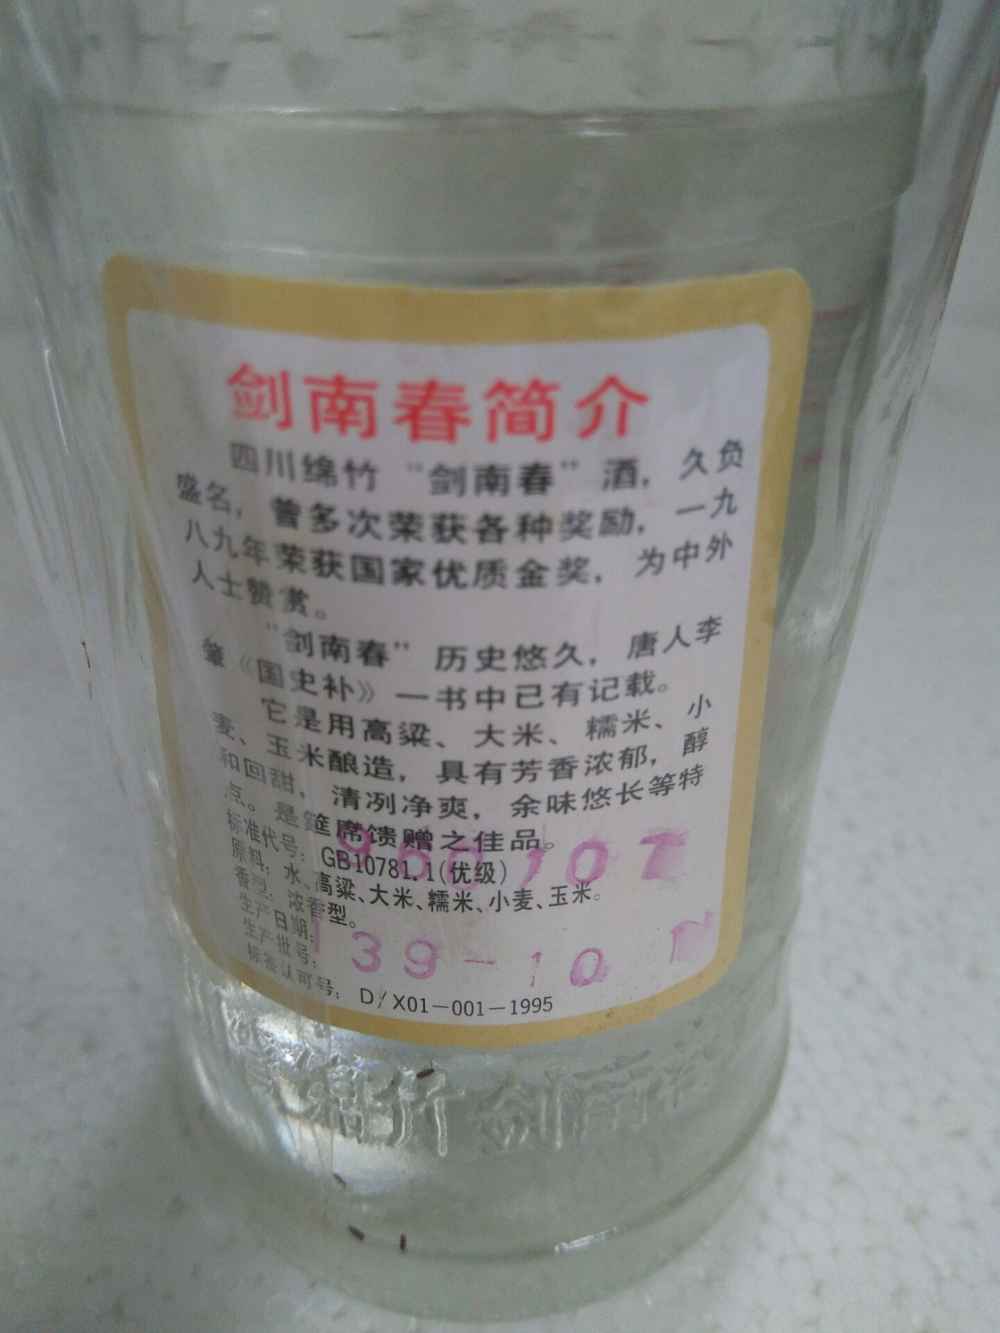 剑南春简介
四川绵竹“剑南春”酒，久负
盛名，曾多次荣获各种奖励，一九
八九年荣获国家优质金奖，为中外
人士赞赏。
“剑南春”历史悠久，唐人李
肇《国史补》一书中已有记载。
它是用高粱、大米、糯米、小
麦、玉米酿造，具有芳香浓郁，醇
和回甜，清冽净爽，余味悠长等特
点。是筵席馈赠之佳品。
标准代号：GB10781.1(优级)
原料：水、高粱、大米、糯米、小麦、玉米。
香型：浓香型。
生产日期：
生产批号：
139-10
标签认可号：D/X01-001-1995
绵竹剑南春